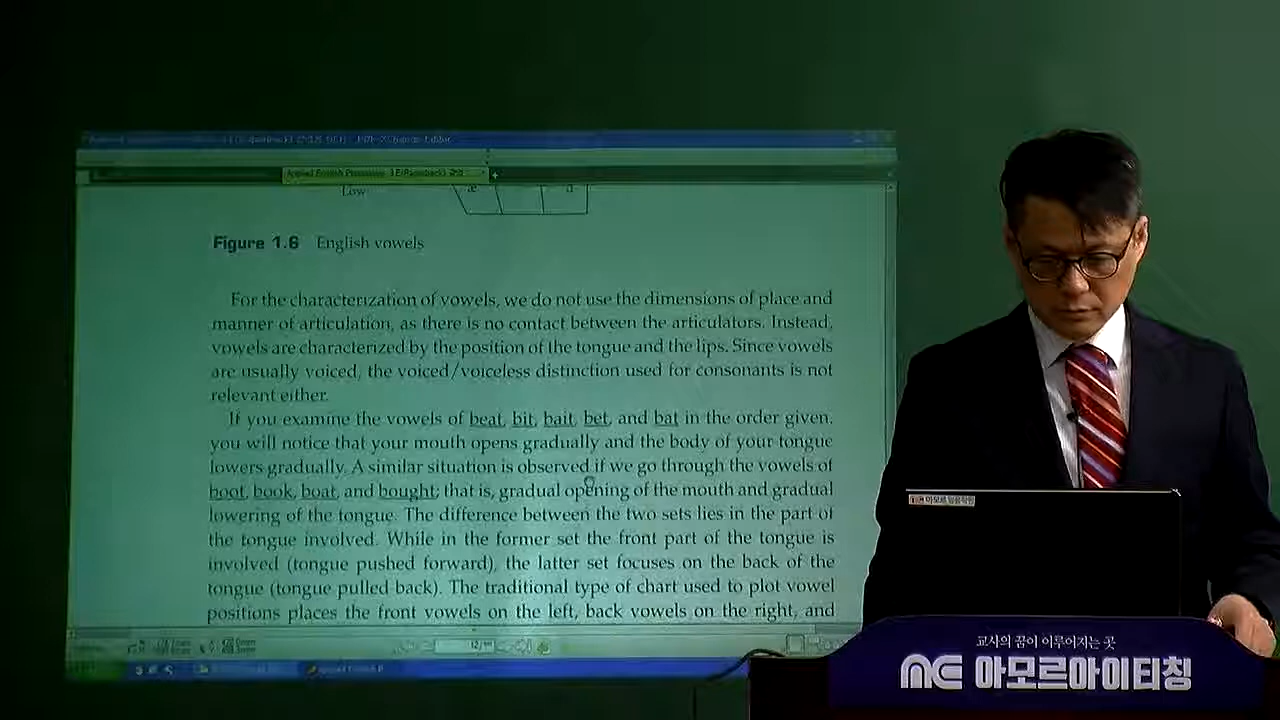 Applied English Phonology
Low
æ
ɑ
Figure 1.6 English vowels
For the characterization of vowels, we do not use the dimensions of place and
manner of articulation, as there is no contact between the articulators. Instead,
vowels are characterized by the position of the tongue and the lips. Since vowels
are usually voiced, the voiced/voiceless distinction used for consonants is not
relevant either.
If you examine the vowels of beat, bit, bait, bet, and bat in the order given,
you will notice that your mouth opens gradually and the body of your tongue
lowers gradually. A similar situation is observed if we go through the vowels of
boot, book, boat, and bought; that is, gradual opening of the mouth and gradual
lowering of the tongue. The difference between the two sets lies in the part of
the tongue involved. While in the former set the front part of the tongue is
involved (tongue pushed forward), the latter set focuses on the back of the
tongue (tongue pulled back). The traditional type of chart used to plot vowel
positions places the front vowels on the left, back vowels on the right, and
교사의 꿈이 이루어지는 곳
아모르아이티칭